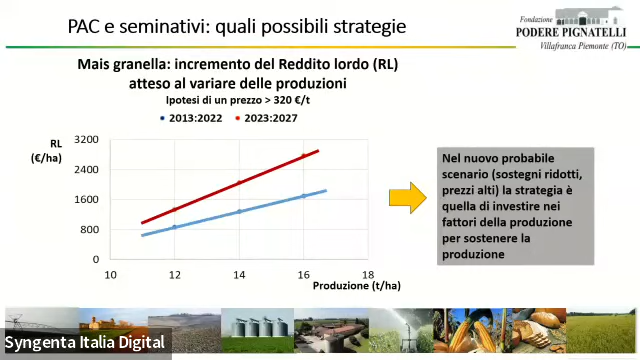 PAC e seminativi: quali possibili strategie
Fondazione
PODERE PIGNATELLI
Villafranca Piemonte (TO)
Mais granella: incremento del Reddito lordo (RL)
atteso al variare delle produzioni
Ipotesi di un prezzo > 320 €/t
2013:2022 2023:2027
RL
(€/ha)
3200
2400
1600
800
0
10 12 14 16 18
Produzione (t/ha)
Nel nuovo probabile
scenario (sostegni ridotti,
prezzi alti) la strategia è
quella di investire nei
fattori della produzione
per sostenere la
produzione
Syngenta Italia Digital